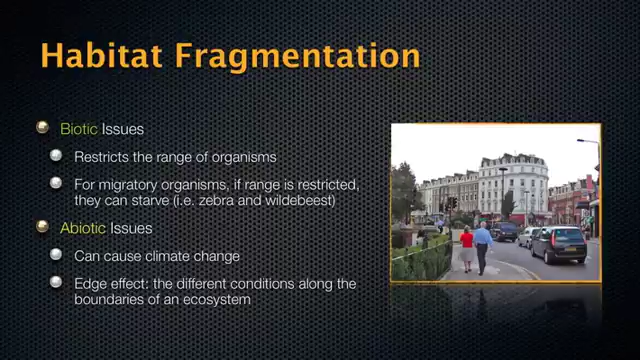 Habitat Fragmentation
Biotic Issues
Restricts the range of organisms
For migratory organisms, if range is restricted,
they can starve (i.e. zebra and wildebeest)
Abiotic Issues
Can cause climate change
Edge effect: the different conditions along the
boundaries of an ecosystem